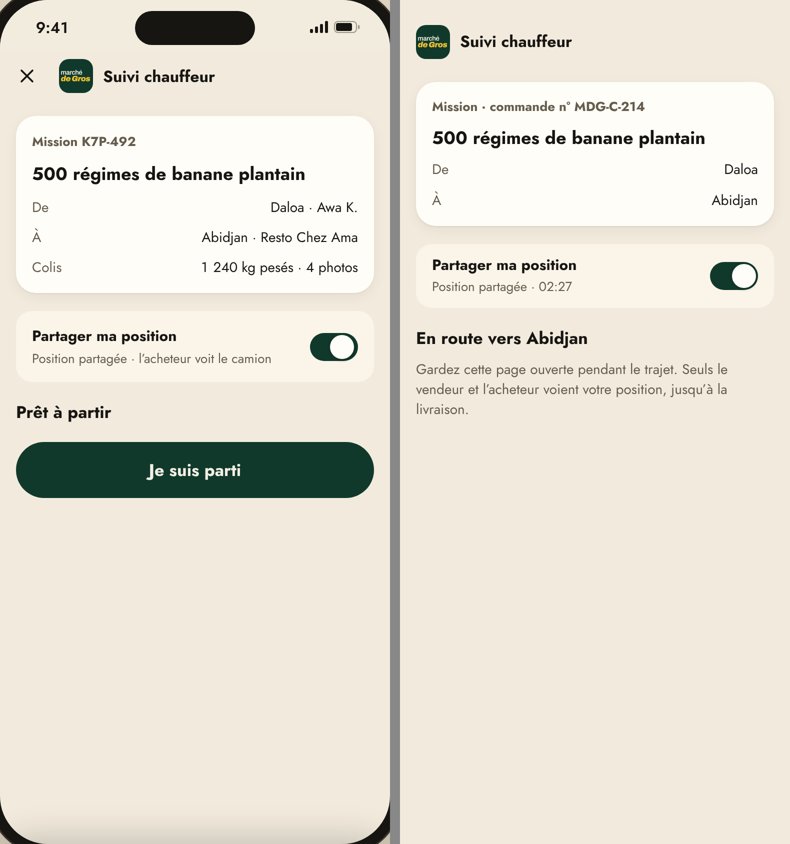 9:41
marché
de Gros
Suivi chauffeur
Mission K7P-492
500 régimes de banane plantain
De
Daloa · Awa K.
À
Abidjan · Resto Chez Ama
Colis
1 240 kg pesés · 4 photos
Partager ma position
Position partagée · l’acheteur voit le camion
Prêt à partir
Je suis parti
marché
de Gros
Suivi chauffeur
Mission · commande n° MDG-C-214
500 régimes de banane plantain
De
Daloa
À
Abidjan
Partager ma position
Position partagée · 02:27
En route vers Abidjan
Gardez cette page ouverte pendant le trajet. Seuls le
vendeur et l’acheteur voient votre position, jusqu’à la
livraison.